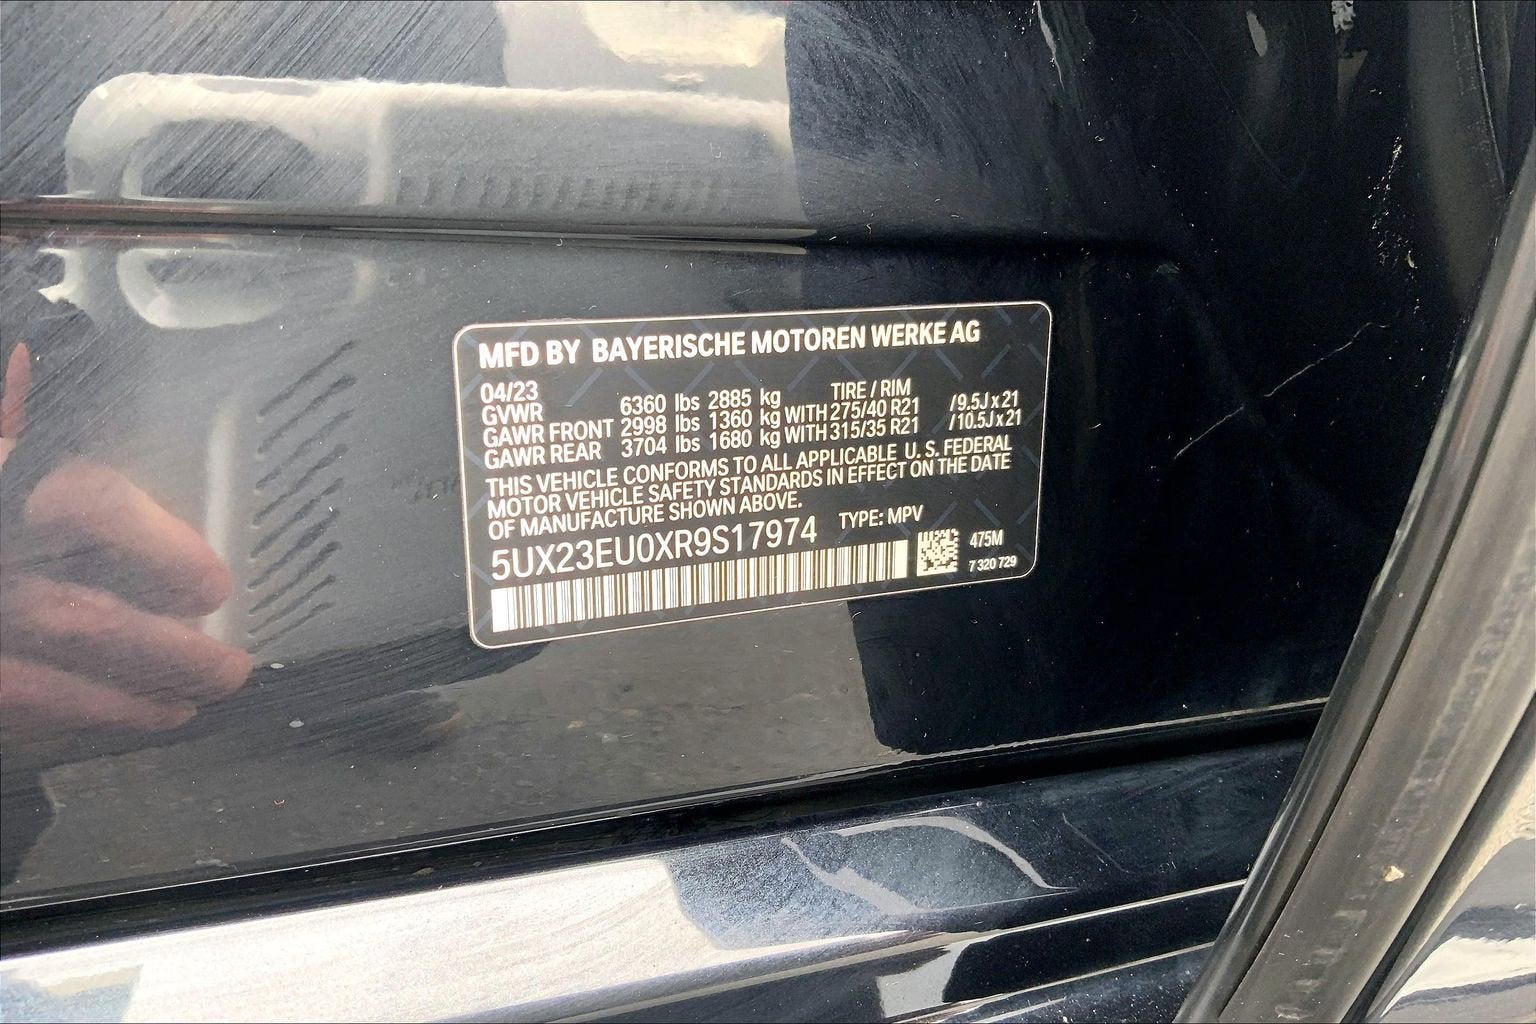 MFD BY BAYERISCHE MOTOREN WERKE AG
04/23 TIRE / RIM
GVWR 6360 lbs 2885 kg
GAWR FRONT 2998 lbs 1360 kg WITH 275/40 R21 /9.5J x 21
GAWR REAR 3704 lbs 1680 kg WITH 315/35 R21 /10.5J x 21
THIS VEHICLE CONFORMS TO ALL APPLICABLE U. S. FEDERAL
MOTOR VEHICLE SAFETY STANDARDS IN EFFECT ON THE DATE
OF MANUFACTURE SHOWN ABOVE.
5UX23EU0XR9S17974 TYPE: MPV
475M
7 320 729